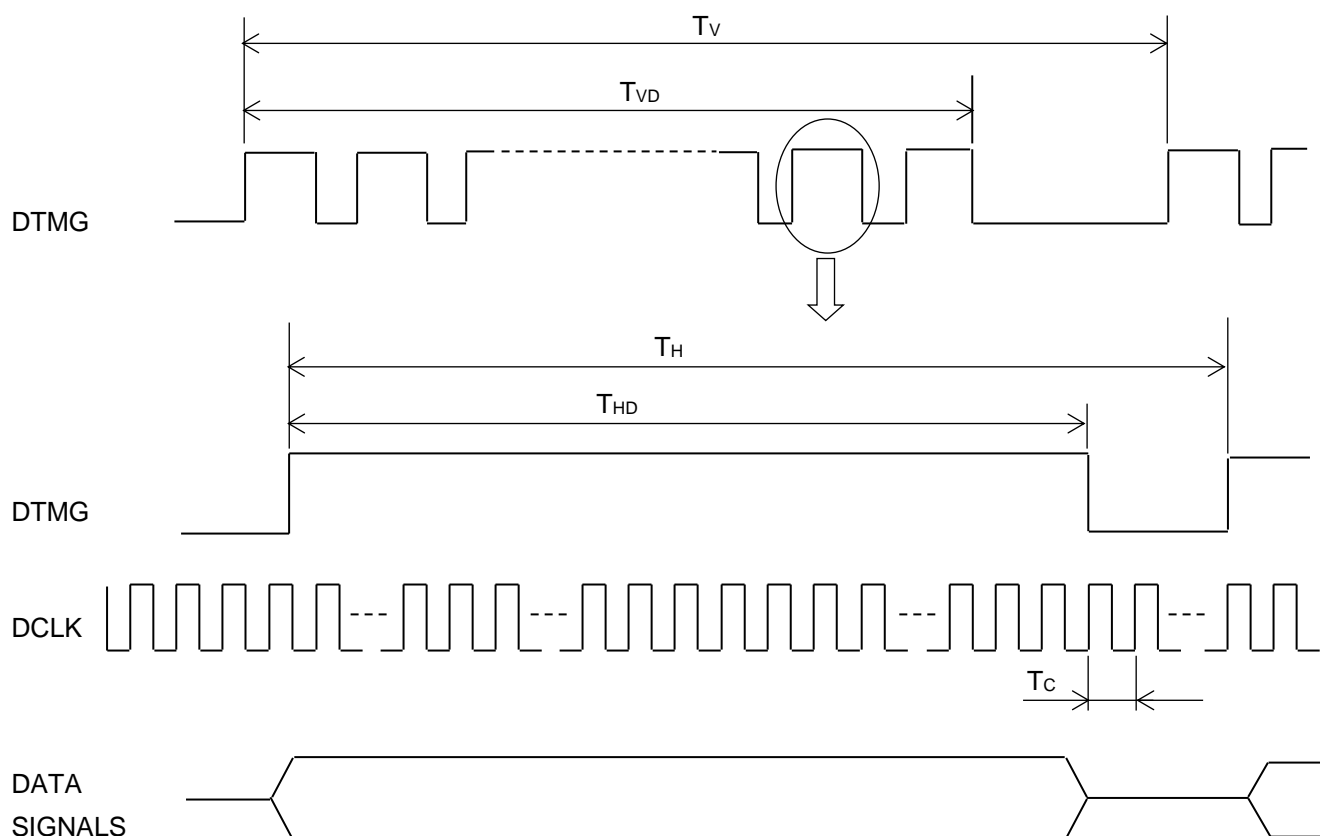 TV
TVD
DTMG
TH
THD
DTMG
DCLK
TC
DATA
SIGNALS